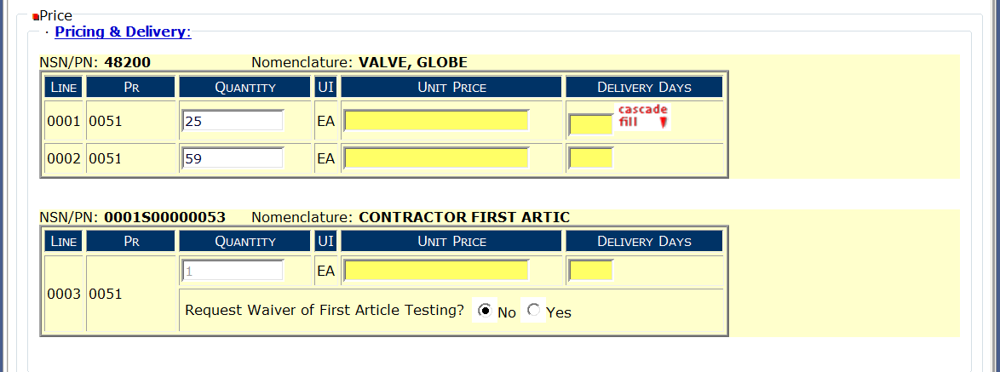 Price
· Pricing & Delivery:
NSN/PN: 48200 Nomenclature: VALVE, GLOBE
LINE PR QUANTITY UI UNIT PRICE DELIVERY DAYS
0001 0051 25 EA cascade fill
0002 0051 59 EA
NSN/PN: 0001S00000053 Nomenclature: CONTRACTOR FIRST ARTIC
LINE PR QUANTITY UI UNIT PRICE DELIVERY DAYS
0003 0051 1 EA
Request Waiver of First Article Testing? No Yes